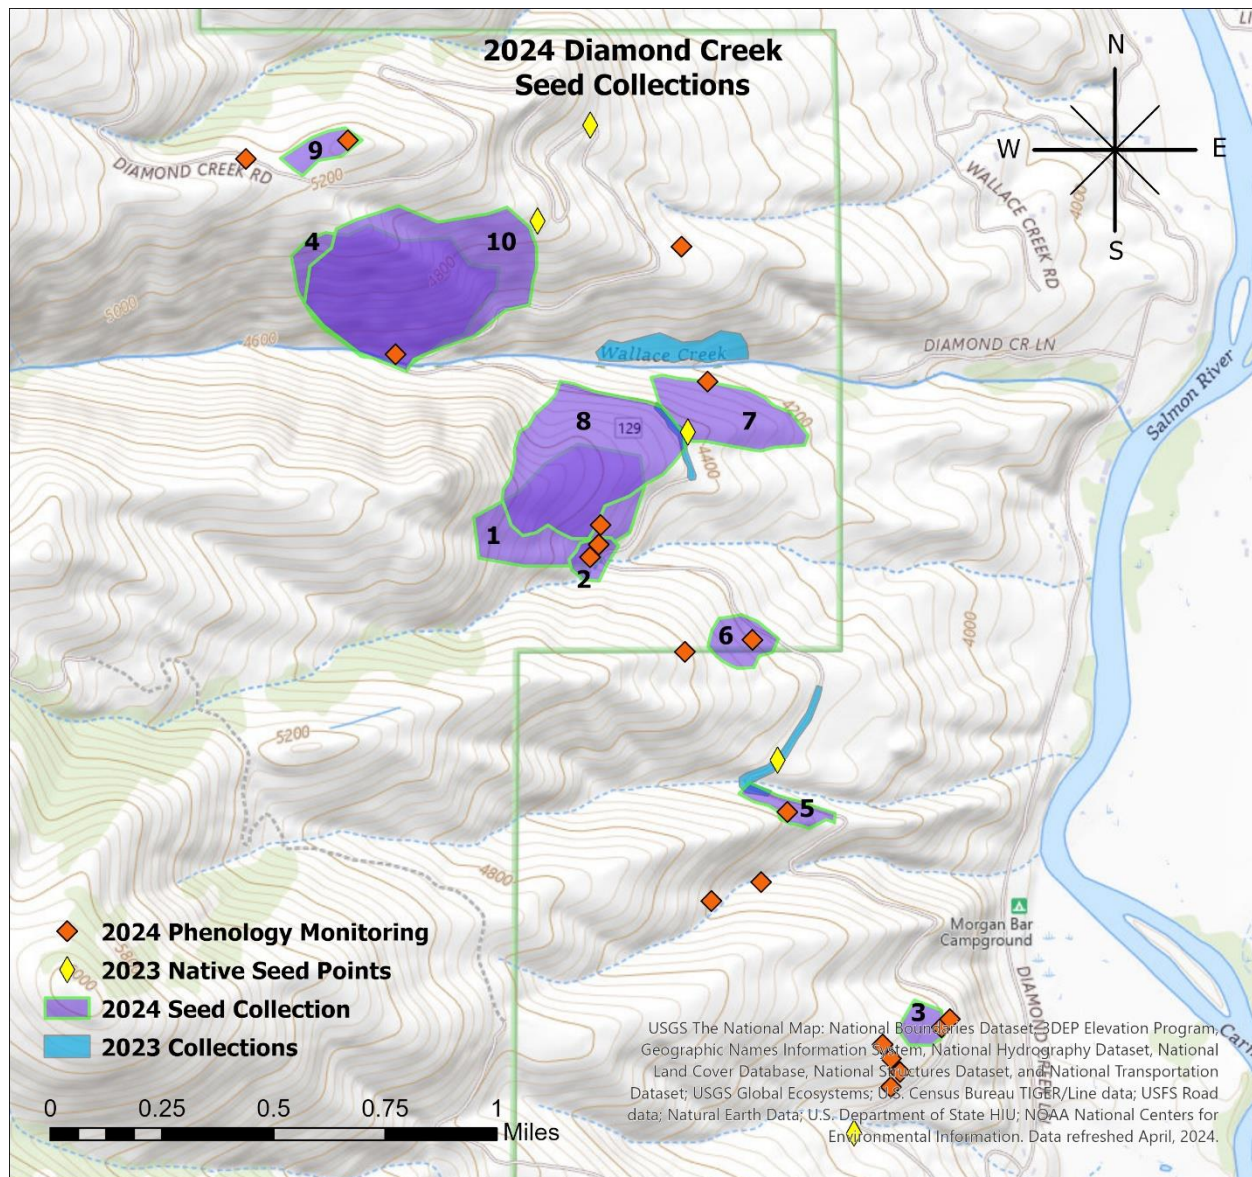 2024 Diamond Creek
Seed Collections
N
W
E
S
LI
DIAMOND CREEK RD
9
5200
4
10
4800
5000
4600
Wallace Creek
WALLACE CREEK RD
4000
DIAMOND CR LN
Salmon River
8
129
7
4200
4400
1
2
6
4000
5200
5
4800
Morgan Bar
Campground
DIAMOND CREEK LN
3
2024 Phenology Monitoring
2023 Native Seed Points
2024 Seed Collection
2023 Collections
0 0.25 0.5 0.75 1
Miles
USGS The National Map: National Boundaries Dataset, 3DEP Elevation Program,
Geographic Names Information System, National Hydrography Dataset, National
Land Cover Database, National Structures Dataset, and National Transportation
Dataset; USGS Global Ecosystems; U.S. Census Bureau TIGER/Line data; USFS Road
data; Natural Earth Data; U.S. Department of State HIU; NOAA National Centers for
Environmental Information. Data refreshed April, 2024.